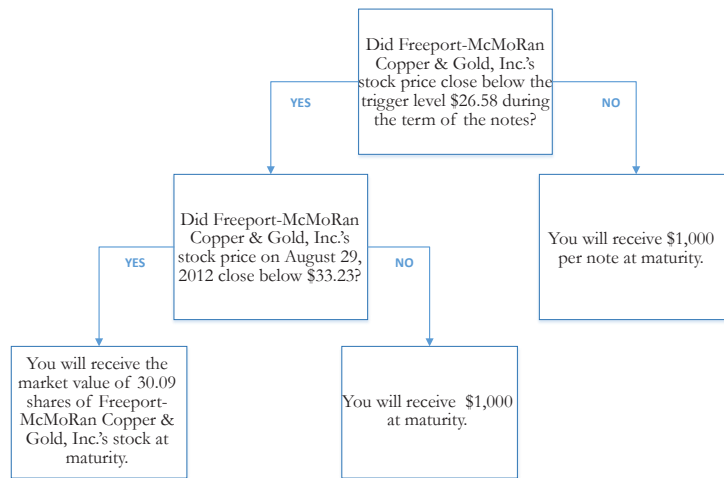 Did Freeport-McMoRan
Copper & Gold, Inc.'s
stock price close below the
trigger level $26.58 during
the term of the notes?
YES
NO
Did Freeport-McMoRan
Copper & Gold, Inc.'s
stock price on August 29,
2012 close below $33.23?
You will receive $1,000
per note at maturity.
YES
NO
You will receive the
market value of 30.09
shares of Freeport-
McMoRan Copper &
Gold, Inc.'s stock at
maturity.
You will receive $1,000
at maturity.